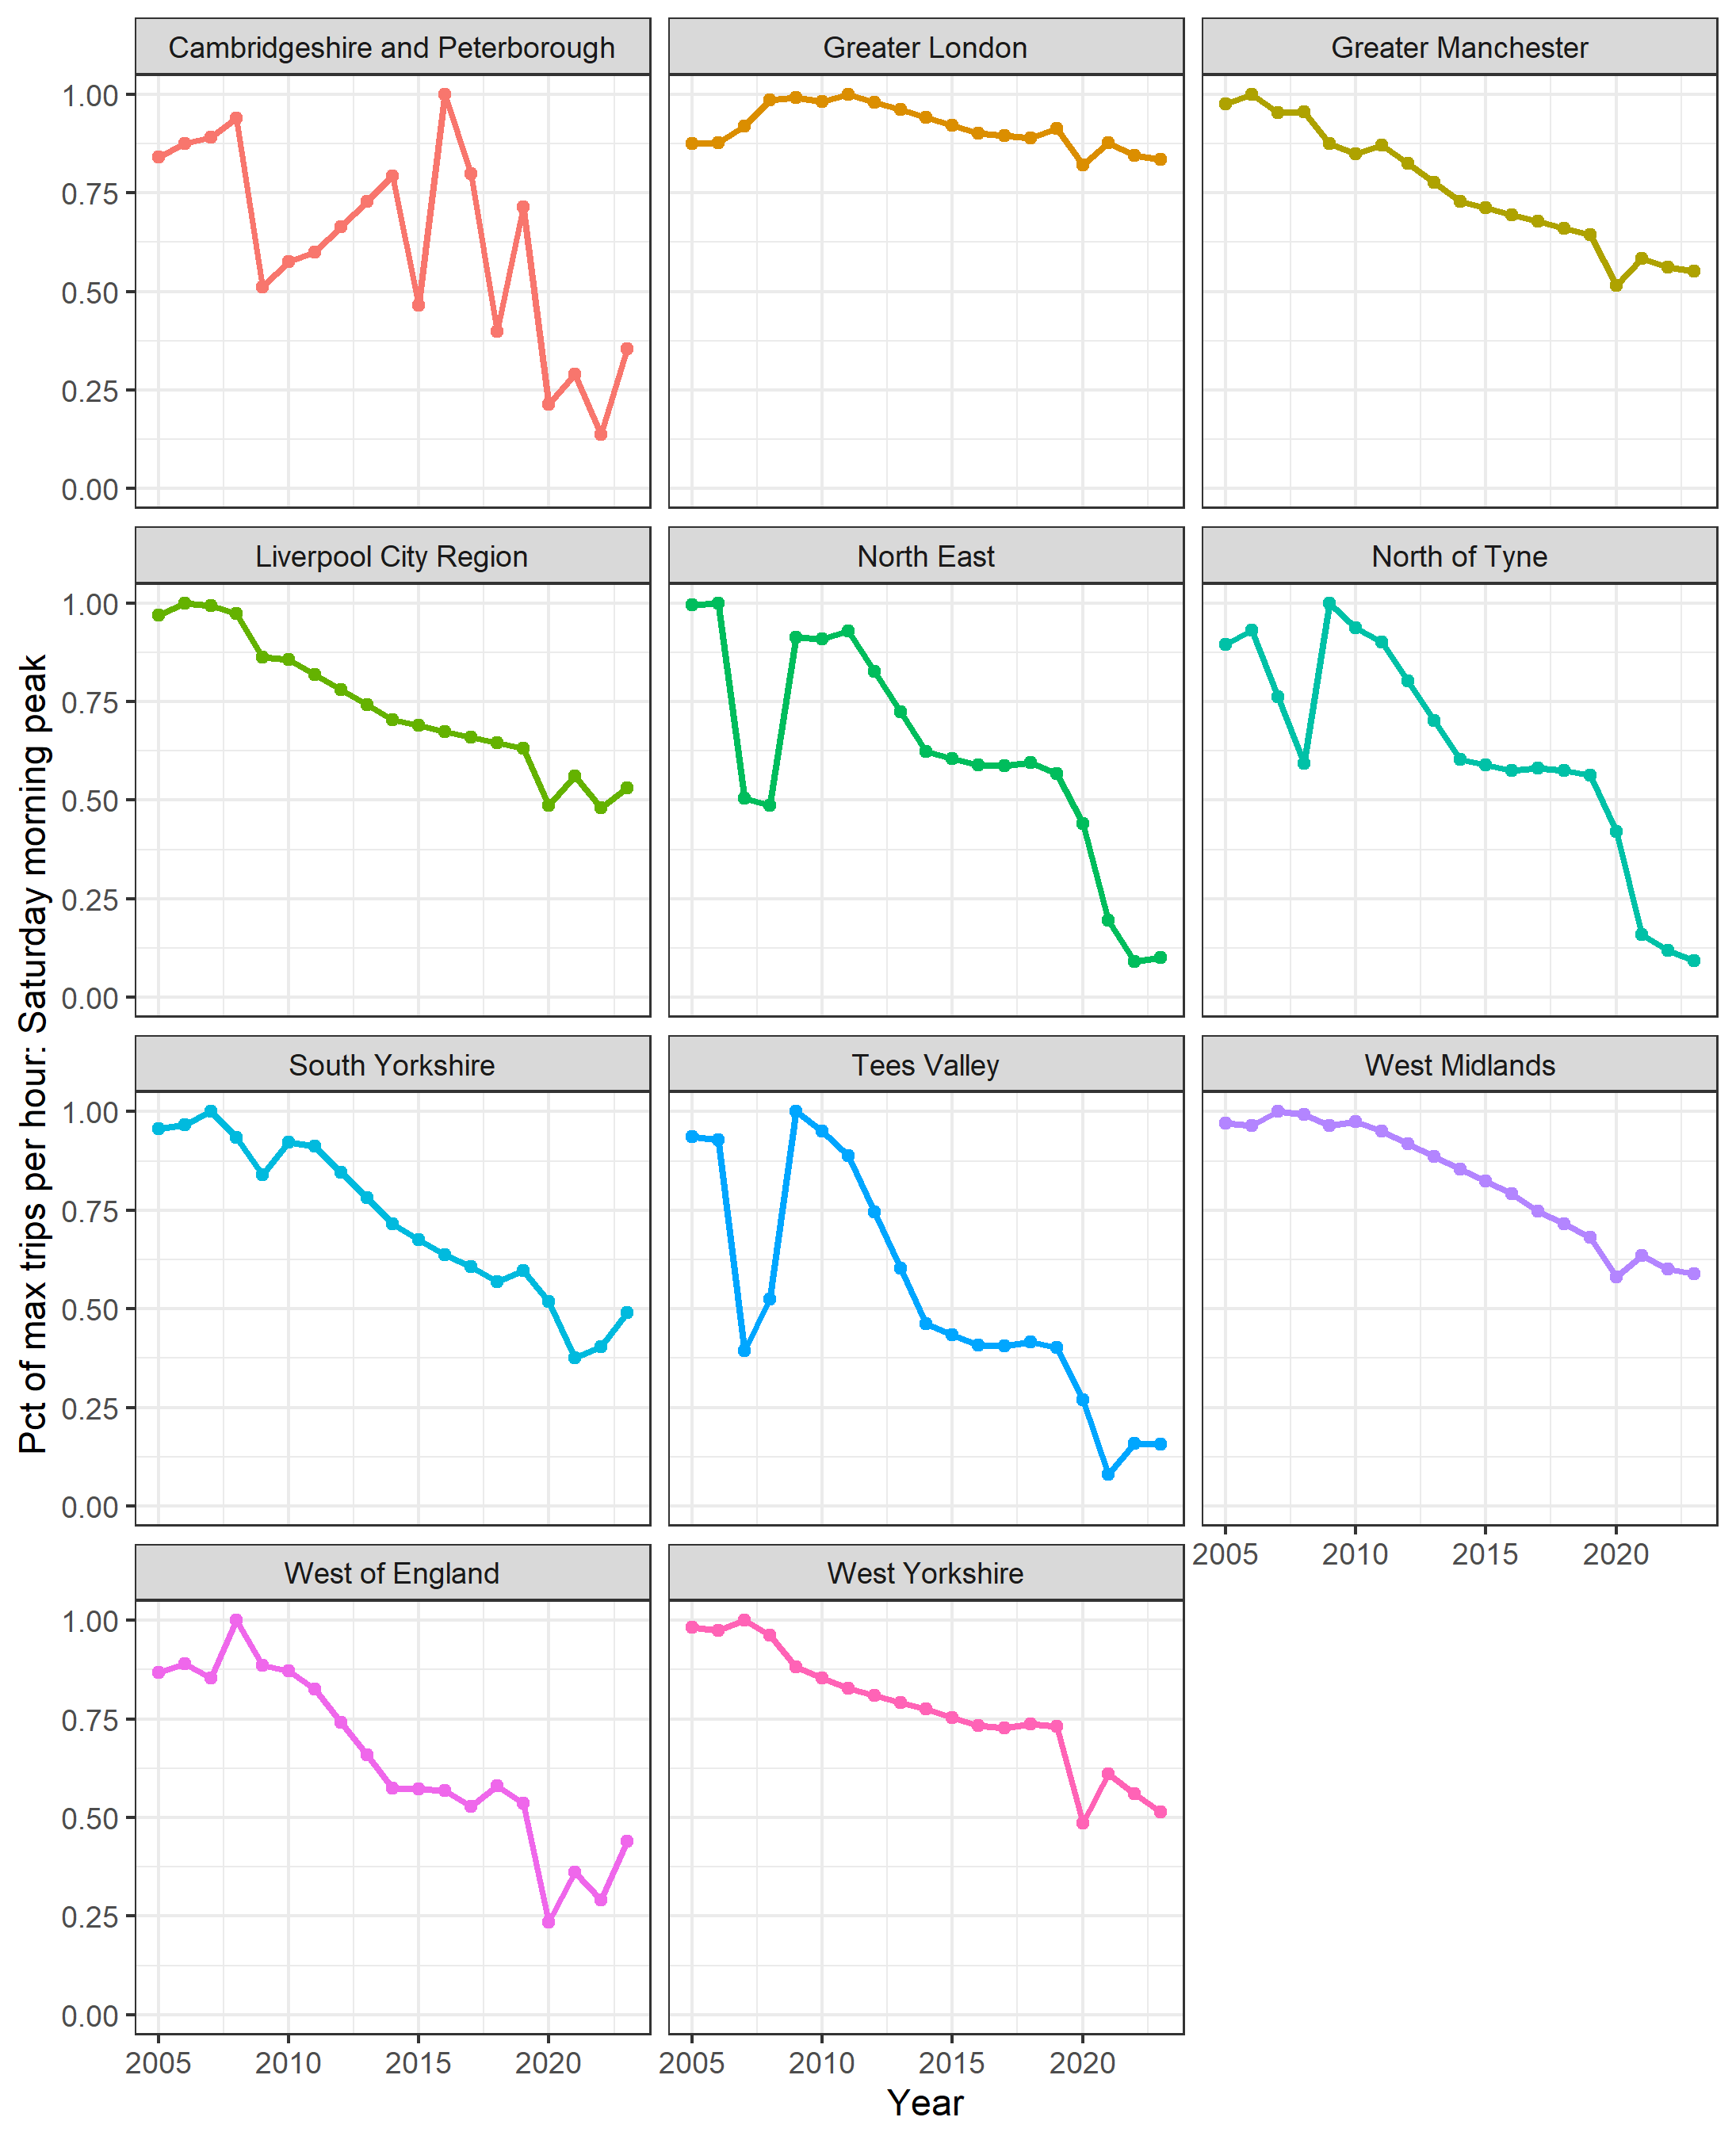 Cambridgeshire and Peterborough
Greater London
Greater Manchester
1.00
0.75
0.50
0.25
0.00
Liverpool City Region
North East
North of Tyne
1.00
0.75
0.50
0.25
0.00
South Yorkshire
Tees Valley
West Midlands
1.00
0.75
0.50
0.25
0.00
2005 2010 2015 2020
West of England
West Yorkshire
1.00
0.75
0.50
0.25
0.00
2005 2010 2015 2020
2005 2010 2015 2020
Year
Pct of max trips per hour: Saturday morning peak